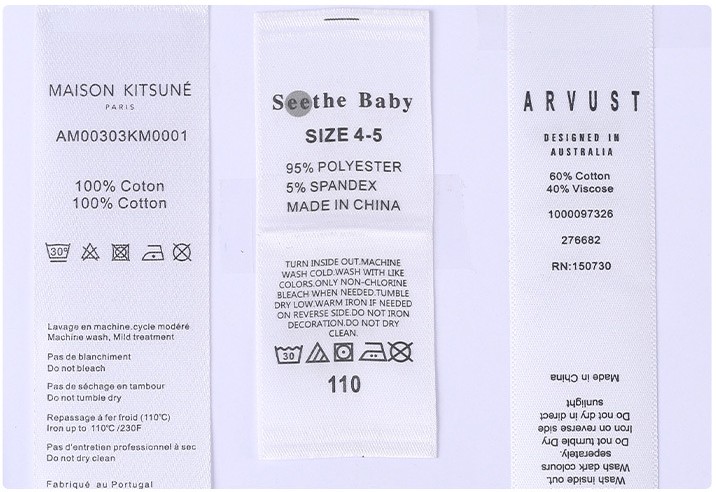 MAISON KITSUNÉ
PARIS
AM00303KM0001
100% Coton
100% Cotton
30°
Lavage en machine.cycle modéré
Machine wash, Mild treatment
Pas de blanchiment
Do not bleach
Pas de séchage en tambour
Do not tumble dry
Repassage á fer froid (110°C)
Iron up to 110°C /230F
Pas d'entretien professionnel à sec
Do not dry clean
Fabriqué au Portugal
Seethe Baby
SIZE 4-5
95% POLYESTER
5% SPANDEX
MADE IN CHINA
TURN INSIDE OUT.MACHINE
WASH COLD.WASH WITH LIKE
COLORS.ONLY NON-CHLORINE
BLEACH WHEN NEEDED.TUMBLE
DRY LOW.WARM IRON IF NEEDED
ON REVERSE SIDE.DO NOT IRON
DECORATION.DO NOT DRY
CLEAN.
30
110
ARVUST
DESIGNED IN
AUSTRALIA
60% Cotton
40% Viscose
1000097326
276682
RN:150730
Wash inside out.
Wash dark colours
seperately.
Do not tumble Dry
Iron on reverse side
Do not dry in direct
sunlight
Made in China